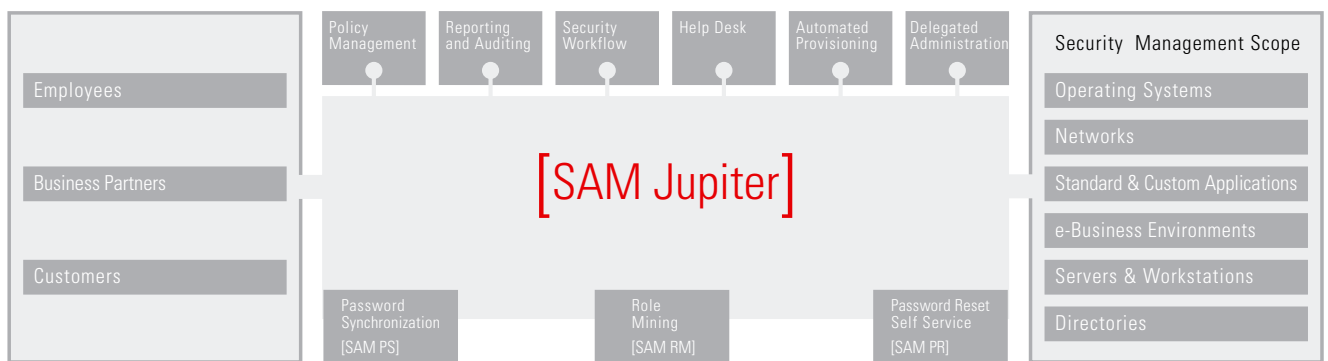 Employees
Business Partners
Customers
Policy
Management
Reporting
and Auditing
Security
Workflow
Help Desk
Automated
Provisioning
Delegated
Administration
[SAM Jupiter]
Password
Synchronization
[SAM PS]
Role
Mining
[SAM RM]
Password Reset
Self Service
[SAM PR]
Security Management Scope
Operating Systems
Networks
Standard & Custom Applications
e-Business Environments
Servers & Workstations
Directories